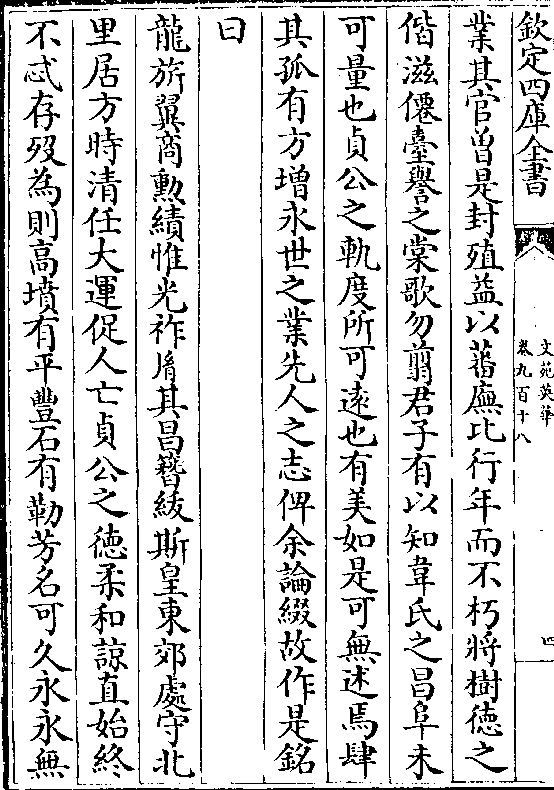 欽定四庫全書
文苑英華
卷九百十八
四
業其官曽是封殖益以蕃廡比行年而不朽將樹徳之
偕滋僊臺譽之棠歌勿翦君子有以知韋氏之昌阜未
可量也貞公之軌度所可遠也有美如是可無述焉肆
其孤有方增永世之業先人之志俾余論綴故作是銘
曰
龍旂翼商勲績惟光祚𦙍其昌簪紱斯皇東郊處守北
里居方時清任大運促人亡貞公之徳柔和諒直始終
不忒存歿為則高墳有平豐石有勒芳名可久永永無